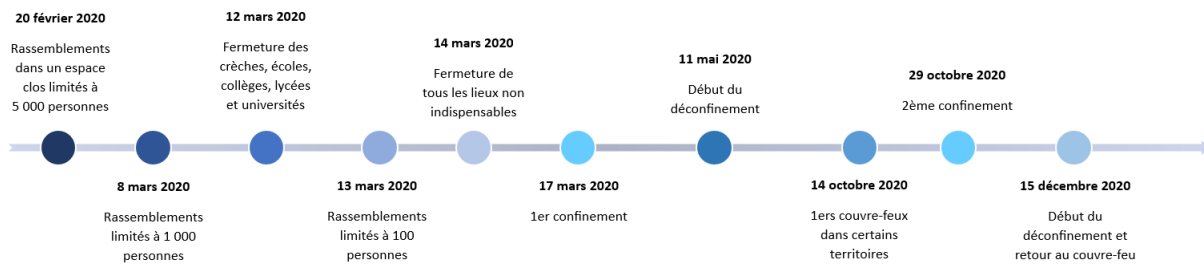 20 février 2020
Rassemblements
dans un espace
clos limités à
5 000 personnes
8 mars 2020
Rassemblements
limités à 1 000
personnes
12 mars 2020
Fermeture des
crèches, écoles,
collèges, lycées
et universités
13 mars 2020
Rassemblements
limités à 100
personnes
14 mars 2020
Fermeture de
tous les lieux non
indispensables
17 mars 2020
1er confinement
11 mai 2020
Début du
déconfinement
14 octobre 2020
1ers couvre-feux
dans certains
territoires
29 octobre 2020
2ème confinement
15 décembre 2020
Début du
déconfinement et
retour au couvre-feu